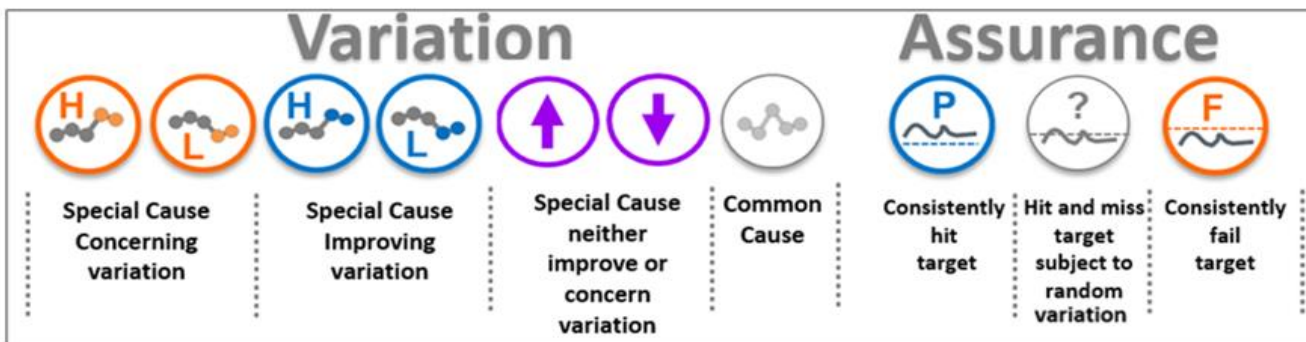 Variation
Assurance
H
L
H
L
P
?
F
Special Cause
Concerning
variation
Special Cause
Improving
variation
Special Cause
neither
improve or
concern
variation
Common
Cause
Consistently
hit
target
Hit and miss
target
subject to
random
variation
Consistently
fail
target